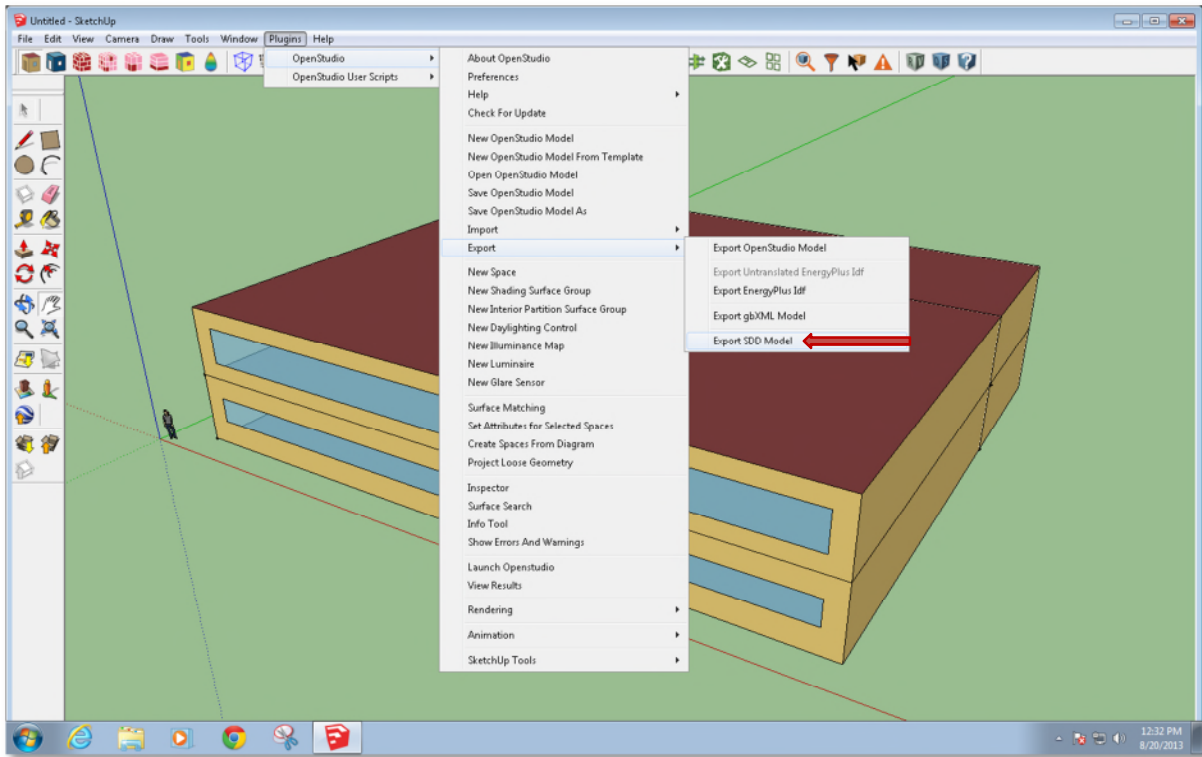 Untitled - SketchUp
File Edit View Camera Draw Tools Window Plugins Help
OpenStudio
OpenStudio User Scripts
About OpenStudio
Preferences
Help
Check For Update
New OpenStudio Model
New OpenStudio Model From Template
Open OpenStudio Model
Save OpenStudio Model
Save OpenStudio Model As
Import
Export
New Space
New Shading Surface Group
New Interior Partition Surface Group
New Daylighting Control
New Illuminance Map
New Luminaire
New Glare Sensor
Surface Matching
Set Attributes for Selected Spaces
Create Spaces From Diagram
Project Loose Geometry
Inspector
Surface Search
Info Tool
Show Errors And Warnings
Launch Openstudio
View Results
Rendering
Animation
SketchUp Tools
Export OpenStudio Model
Export Untranslated EnergyPlus Idf
Export EnergyPlus Idf
Export gbXML Model
Export SDD Model
12:32 PM
8/20/2013